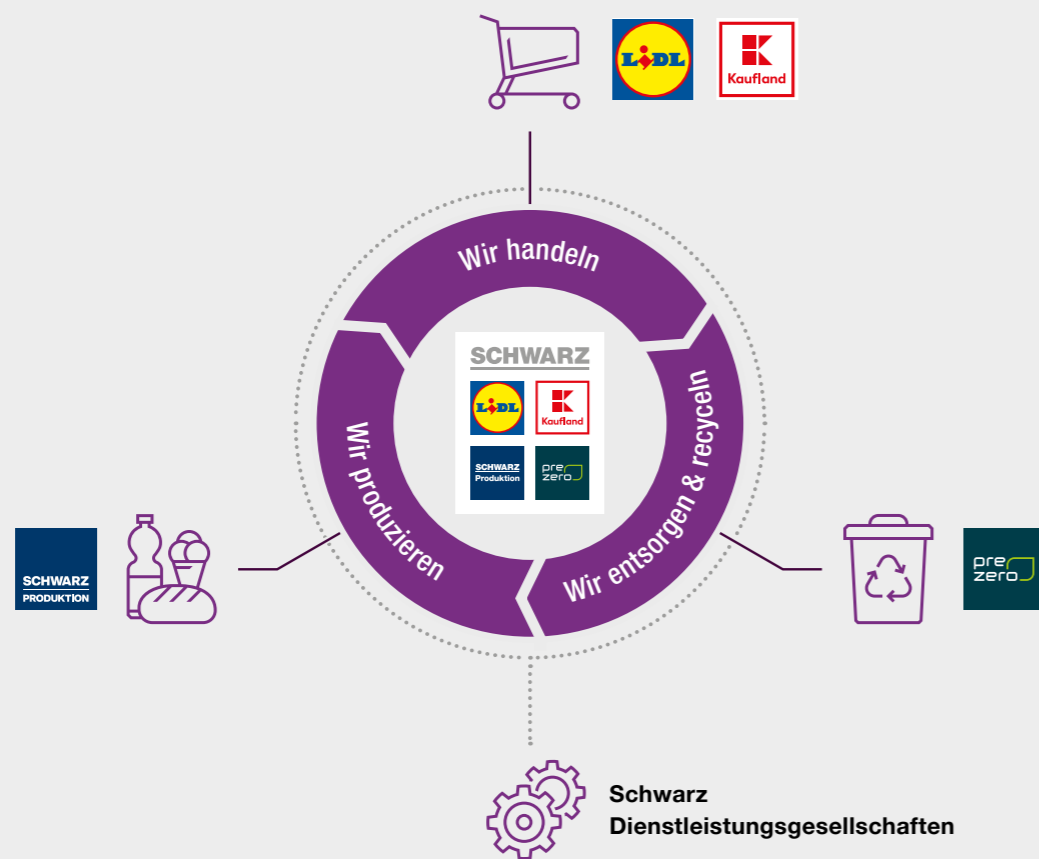 LIDL
Kaufland
Wir handeln
SCHWARZ
LIDL
Kaufland
SCHWARZ
Produktion
pre
zero
Wir produzieren
Wir entsorgen & recyceln
SCHWARZ
PRODUKTION
pre
zero
Schwarz
Dienstleistungsgesellschaften